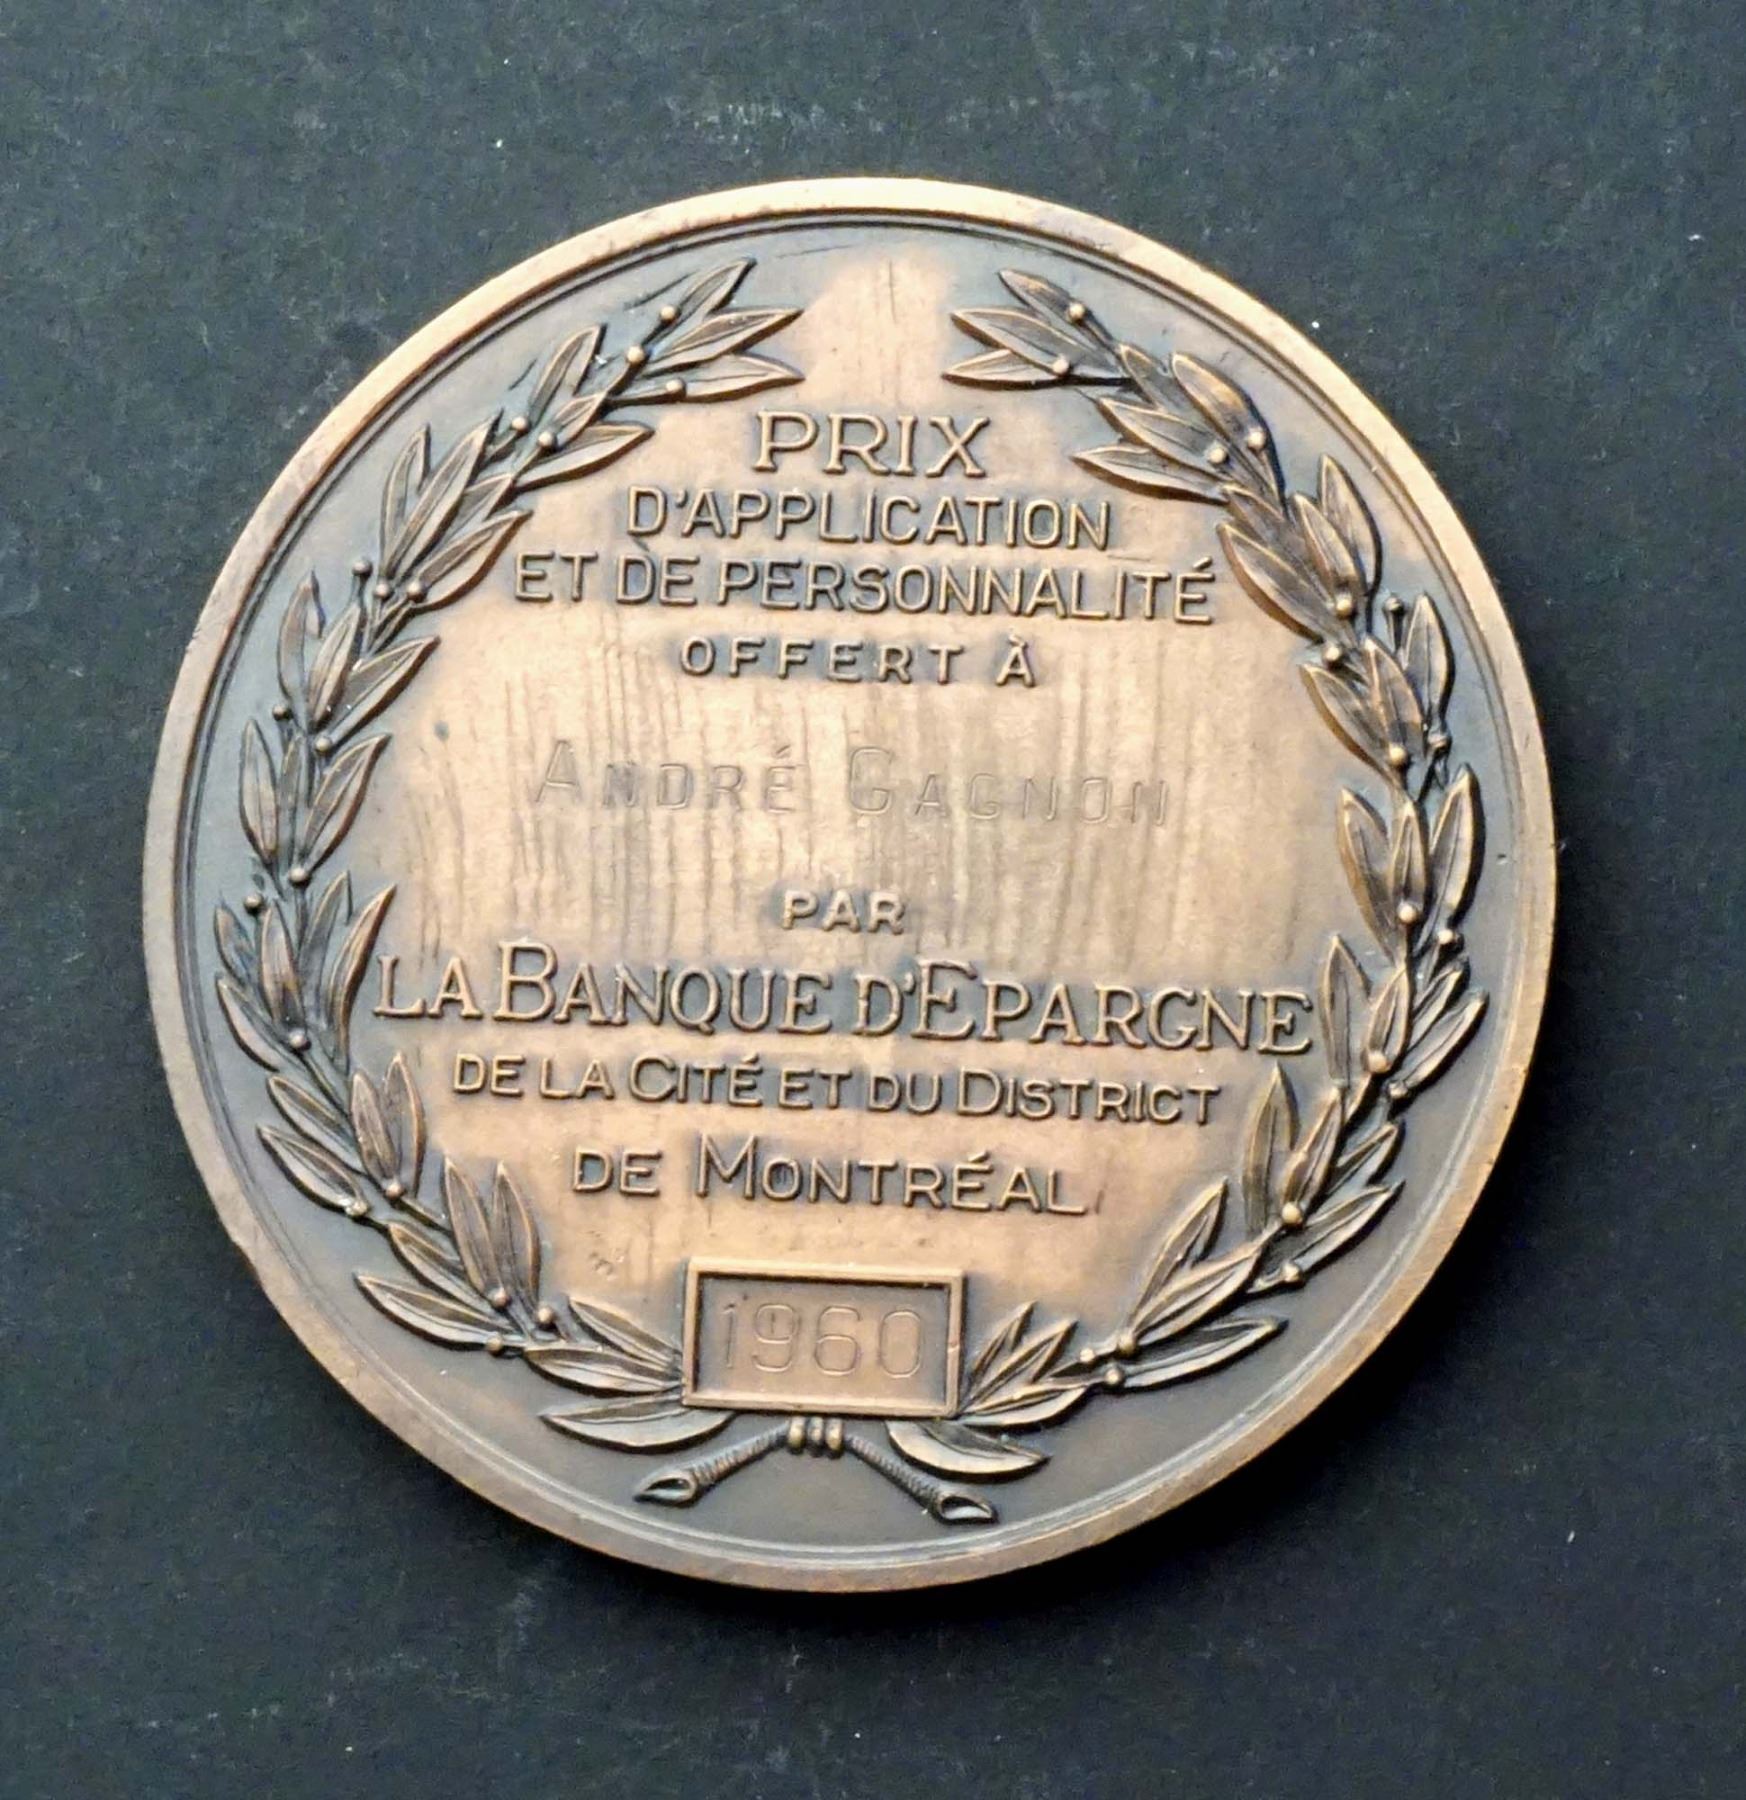 PRIX
D'APPLICATION
ET DE PERSONNALITÉ
OFFERT À
ANDRÉ GAGNON
PAR
LA BANQUE D'EPARGNE
DE LA CITÉ ET DU DISTRICT
DE MONTRÉAL
1960